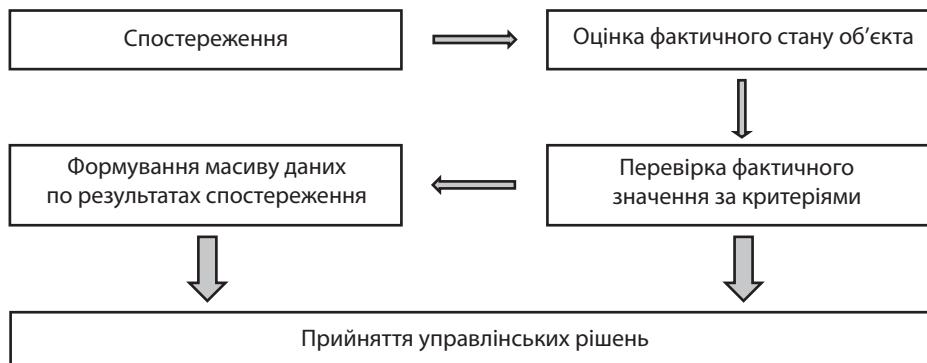 Спостереження
Оцінка фактичного стану об’єкта
Формування масиву даних
по результатах спостереження
Перевірка фактичного
значення за критеріями
Прийняття управлінських рішень